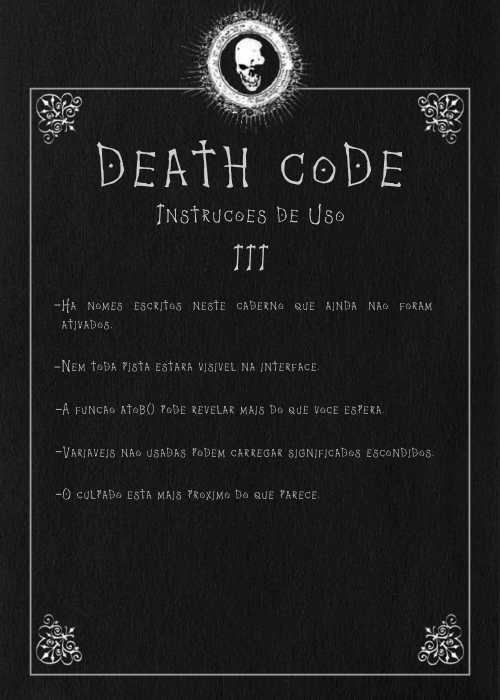 DEATH CODE
INSTRUCOES DE USO
III
-HA NOMES ESCRITOS NESTE CADERNO QUE AINDA NAO FORAM
ATIVADOS.
-NEM TODA PISTA ESTARA VISIVEL NA INTERFACE.
-A FUNCAO ATOB() PODE REVELAR MAIS DO QUE VOCE ESPERA.
-VARIAVEIS NAO USADAS PODEM CARREGAR SIGNIFICADOS ESCONDIDOS.
-O CULPADO ESTA MAIS PROXIMO DO QUE PARECE.